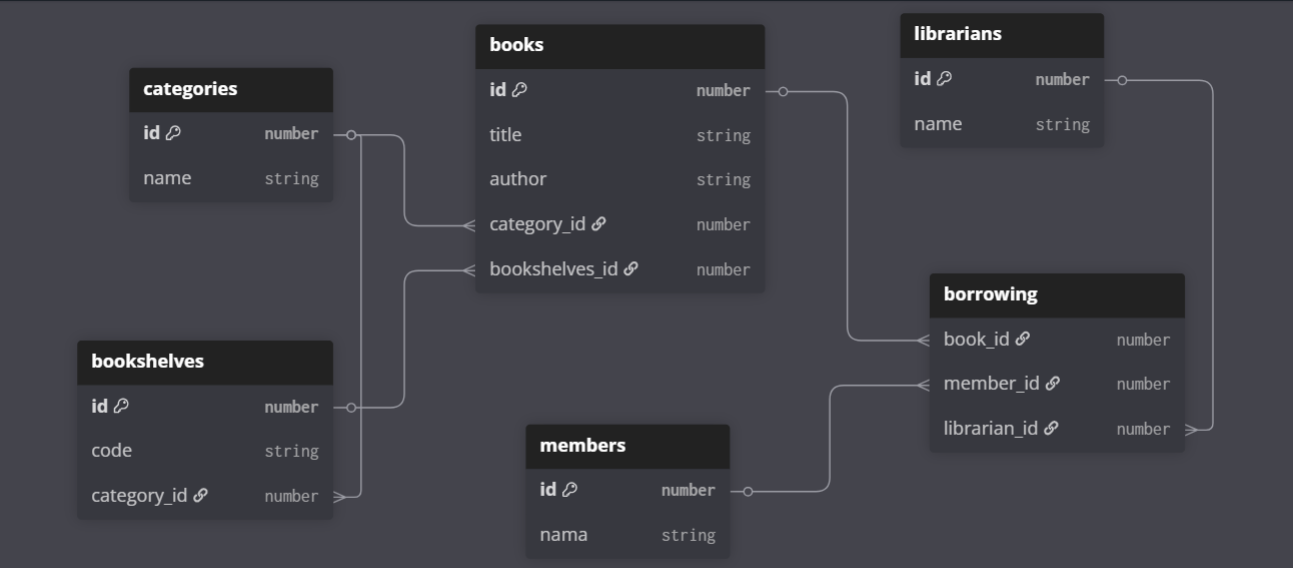 categories
id number
name string
books
id number
title string
author string
category_id number
bookshelves_id number
librarians
id number
name string
bookshelves
id number
code string
category_id number
members
id number
nama string
borrowing
book_id number
member_id number
librarian_id number